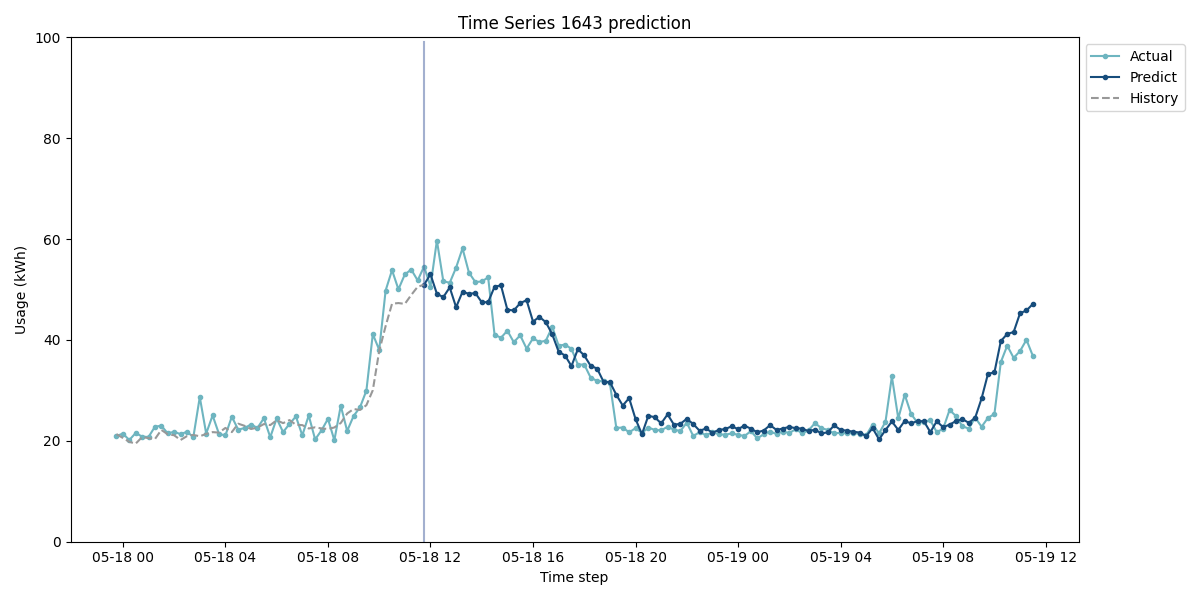 Time Series 1643 prediction
Usage (kWh)
100
80
60
40
20
0
05-18 00 05-18 04 05-18 08 05-18 12 05-18 16 05-18 20 05-19 00 05-19 04 05-19 08 05-19 12
Time step
Actual
Predict
History